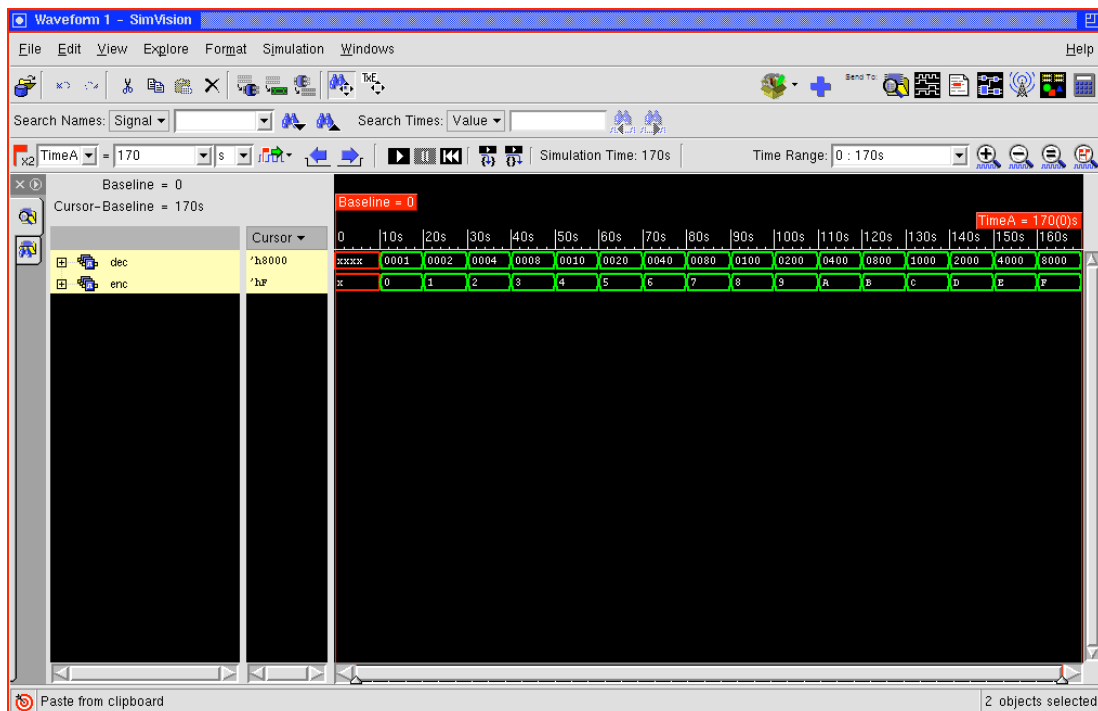 Waveform 1 - SimVision
File Edit View Explore Format Simulation Windows Help
TxE Send To:
Search Names: Signal Search Times: Value
x2 TimeA = 170 s Simulation Time: 170s Time Range: 0 : 170s
Baseline = 0
Cursor-Baseline = 170s
Baseline = 0
TimeA = 170(0)s
Cursor 0 10s 20s 30s 40s 50s 60s 70s 80s 90s 100s 110s 120s 130s 140s 150s 160s
dec 'h8000 xxxx 0001 0002 0004 0008 0010 0020 0040 0080 0100 0200 0400 0800 1000 2000 4000 8000
enc 'hF x 0 1 2 3 4 5 6 7 8 9 A B C D E F
Paste from clipboard 2 objects selected